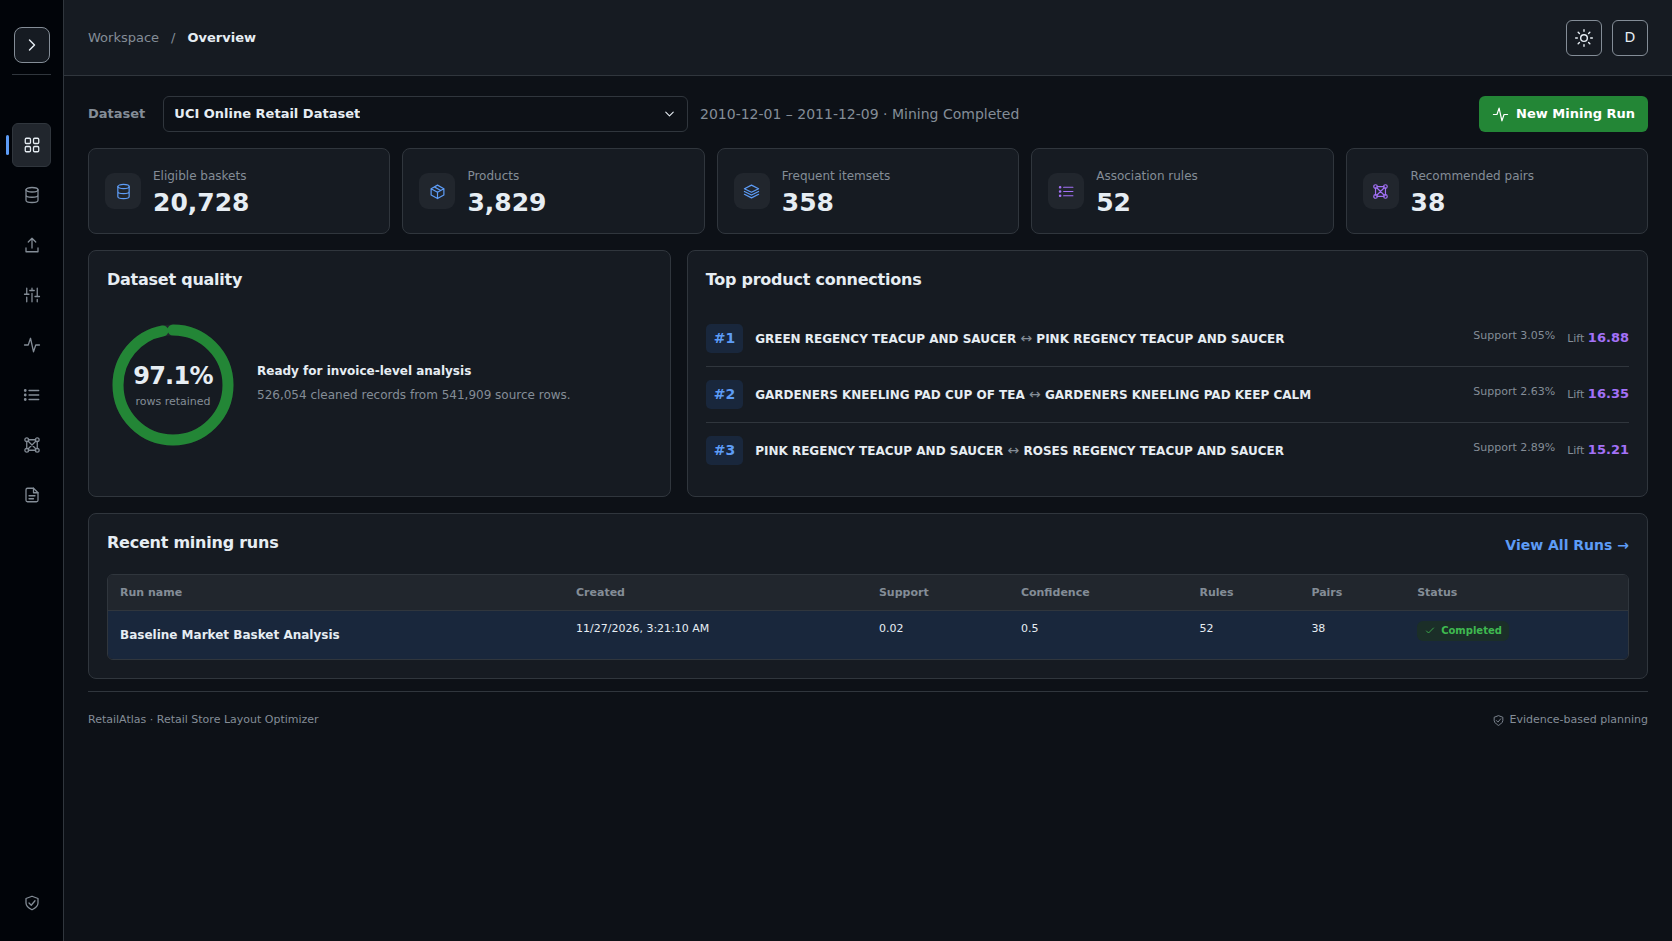 Workspace / Overview
D
Dataset UCI Online Retail Dataset 2010-12-01 – 2011-12-09 · Mining Completed New Mining Run
Eligible baskets
20,728
Products
3,829
Frequent itemsets
358
Association rules
52
Recommended pairs
38
Dataset quality
97.1%
rows retained
Ready for invoice-level analysis
526,054 cleaned records from 541,909 source rows.
Top product connections
#1 GREEN REGENCY TEACUP AND SAUCER ↔ PINK REGENCY TEACUP AND SAUCER Support 3.05% Lift 16.88
#2 GARDENERS KNEELING PAD CUP OF TEA ↔ GARDENERS KNEELING PAD KEEP CALM Support 2.63% Lift 16.35
#3 PINK REGENCY TEACUP AND SAUCER ↔ ROSES REGENCY TEACUP AND SAUCER Support 2.89% Lift 15.21
Recent mining runs
View All Runs →
Run name Created Support Confidence Rules Pairs Status
Baseline Market Basket Analysis 11/27/2026, 3:21:10 AM 0.02 0.5 52 38 Completed
RetailAtlas · Retail Store Layout Optimizer
Evidence-based planning